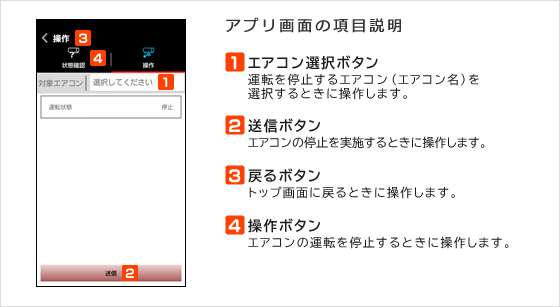 アプリ画面の項目説明
操作 3
状態確認 4 操作
対象エアコン 選択してください 1
運転状態 停止
送信 2
1 エアコン選択ボタン
運転を停止するエアコン(エアコン名)を
選択するときに操作します。
2 送信ボタン
エアコンの停止を実施するときに操作します。
3 戻るボタン
トップ画面に戻るときに操作します。
4 操作ボタン
エアコンの運転を停止するときに操作します。